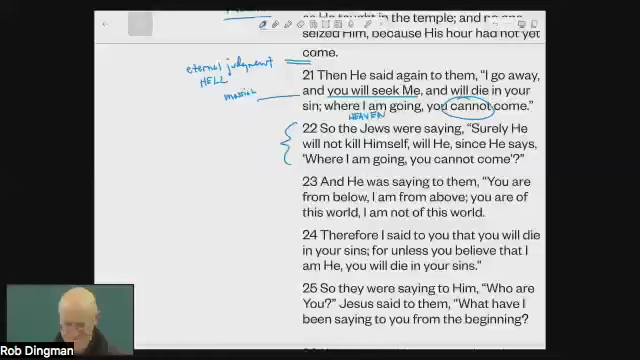 as He taught in the temple; and no one
seized Him, because His hour had not yet
come.
eternal judgment
HELL
messiah
21 Then He said again to them, “I go away,
and you will seek Me, and will die in your
sin; where I am going, you cannot come.”
HEAVEN
22 So the Jews were saying, “Surely He
will not kill Himself, will He, since He says,
‘Where I am going, you cannot come’?”
23 And He was saying to them, “You are
from below, I am from above; you are of
this world, I am not of this world.
24 Therefore I said to you that you will die
in your sins; for unless you believe that I
am He, you will die in your sins.”
25 So they were saying to Him, “Who are
You?” Jesus said to them, “What have I
been saying to you from the beginning?
Rob Dingman